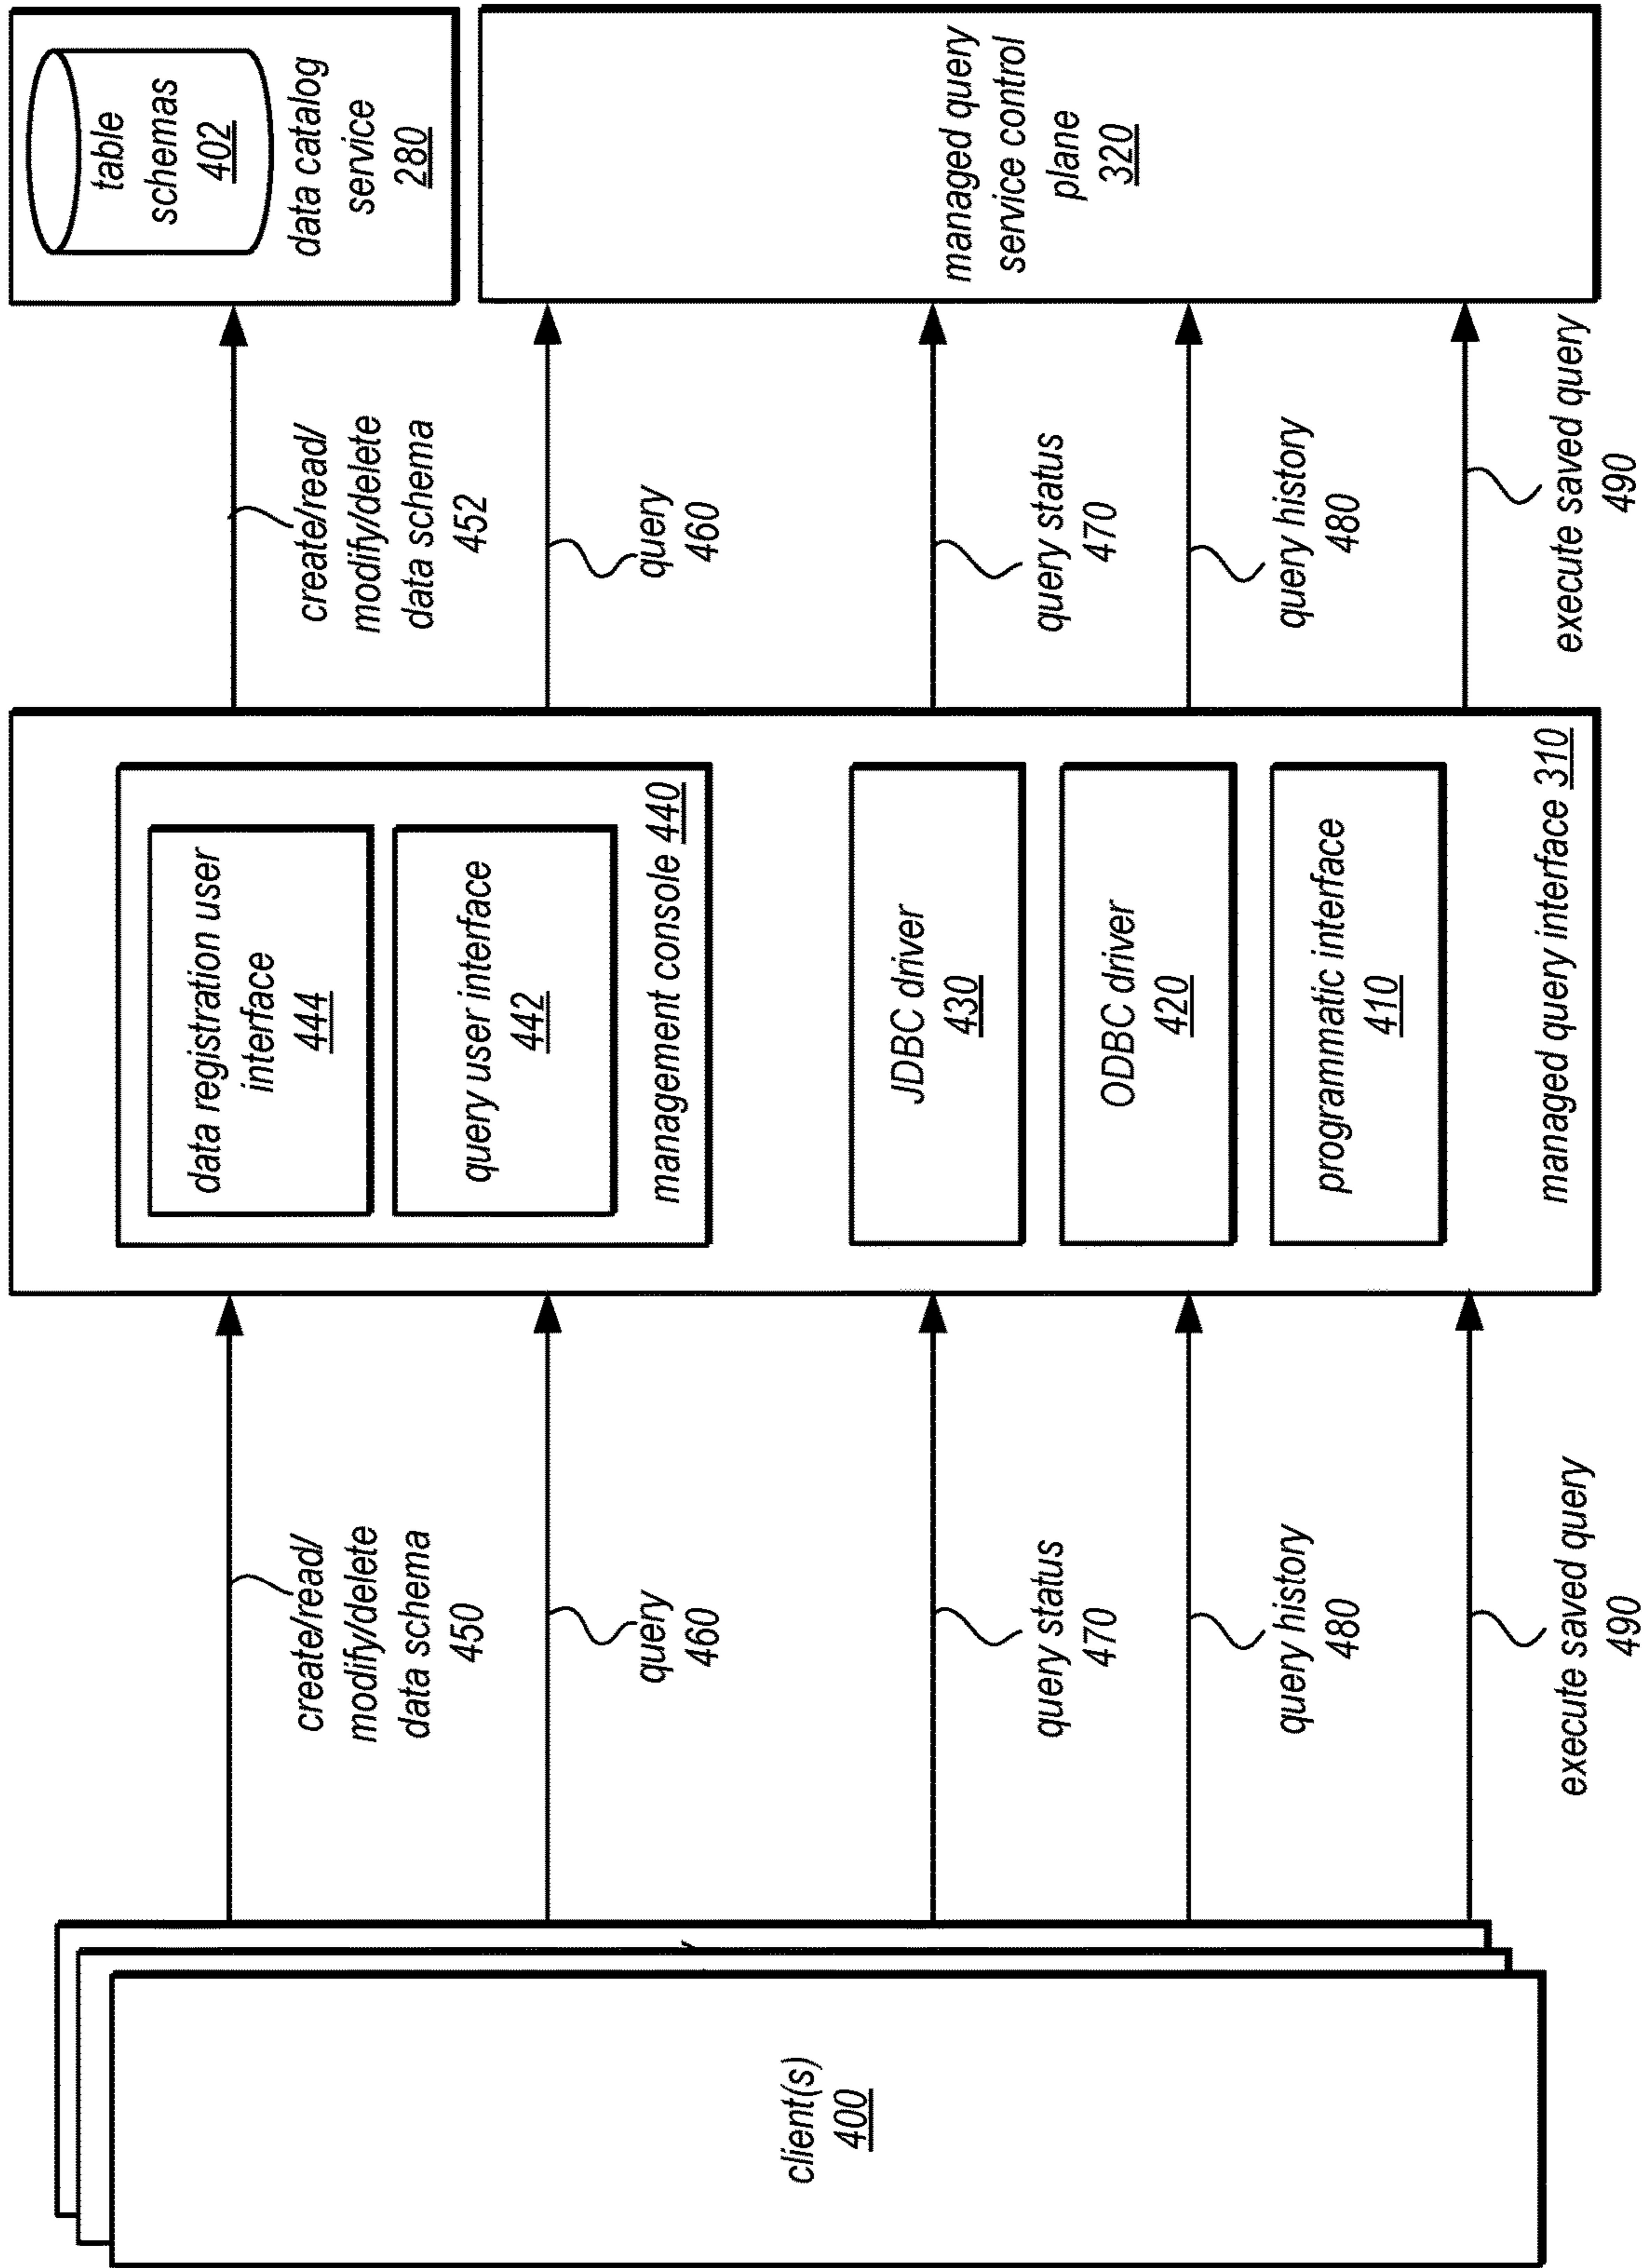 client(s)
400
create/read/
modify/delete
data schema
450
query
460
query status
470
query history
480
execute saved query
490
data registration user
interface
444
query user interface
442
management console 440
JDBC driver
430
ODBC driver
420
programmatic interface
410
managed query interface 310
create/read/
modify/delete
data schema
452
query
460
query status
470
query history
480
execute saved query
490
table
schemas
402
data catalog
service
280
managed query
service control
plane
320